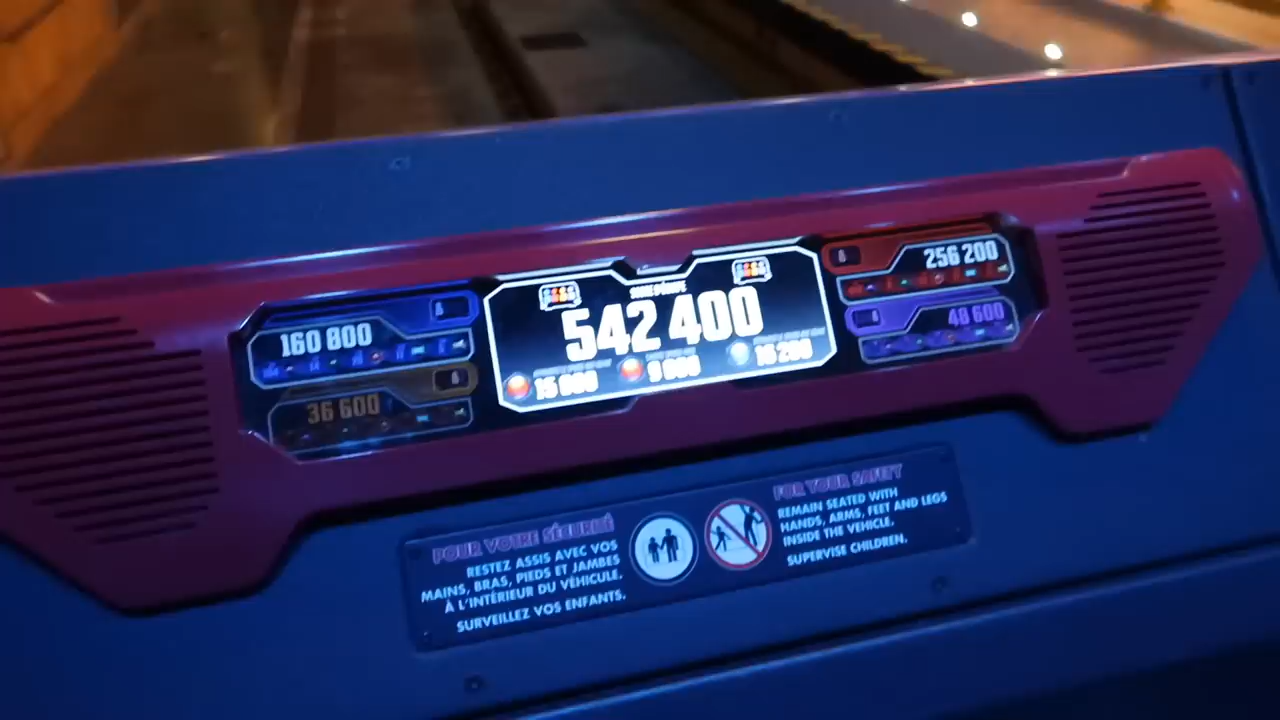 160 800
36 600
542 400
9 000
16 200
256 200
48 600
POUR VOTRE SÉCURITÉ
RESTEZ ASSIS AVEC VOS
MAINS, BRAS, PIEDS ET JAMBES
À L'INTÉRIEUR DU VÉHICULE.
SURVEILLEZ VOS ENFANTS.
FOR YOUR SAFETY
REMAIN SEATED WITH
HANDS, ARMS, FEET AND LEGS
INSIDE THE VEHICLE.
SUPERVISE CHILDREN.